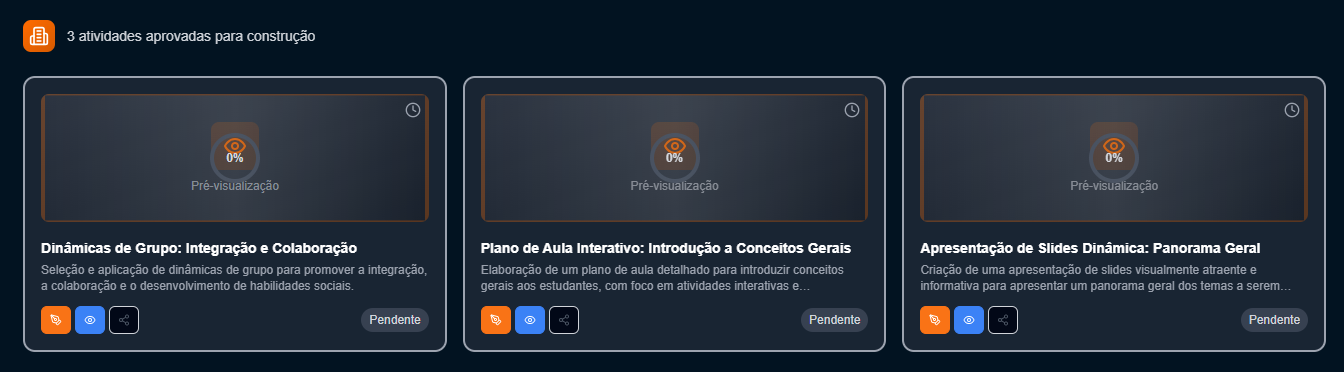 3 atividades aprovadas para construção
0%
Pré-visualização
Dinâmicas de Grupo: Integração e Colaboração
Seleção e aplicação de dinâmicas de grupo para promover a integração,
a colaboração e o desenvolvimento de habilidades sociais.
Pendente
0%
Pré-visualização
Plano de Aula Interativo: Introdução a Conceitos Gerais
Elaboração de um plano de aula detalhado para introduzir conceitos
gerais aos estudantes, com foco em atividades interativas e…
Pendente
0%
Pré-visualização
Apresentação de Slides Dinâmica: Panorama Geral
Criação de uma apresentação de slides visualmente atraente e
informativa para apresentar um panorama geral dos temas a serem…
Pendente